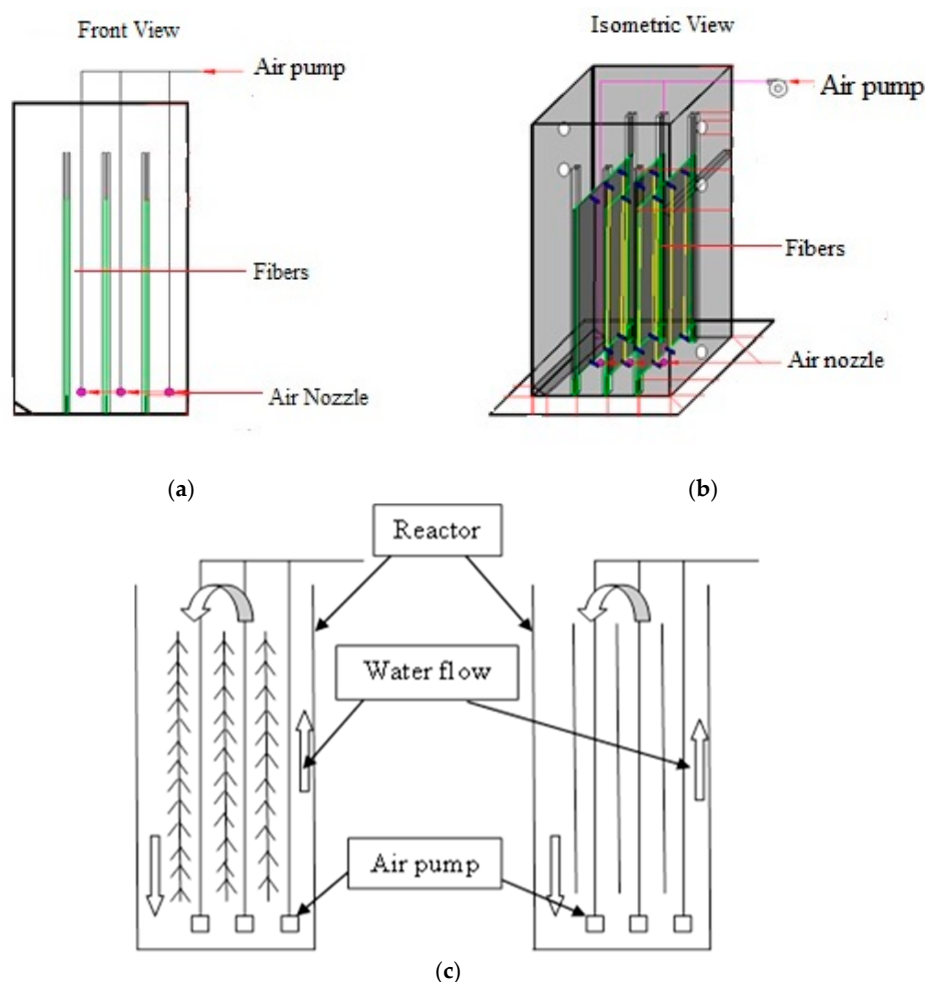 Front View
Air pump
Fibers
Air Nozzle
(a)
Isometric View
Air pump
Fibers
Air nozzle
(b)
Reactor
Water flow
Air pump
(c)